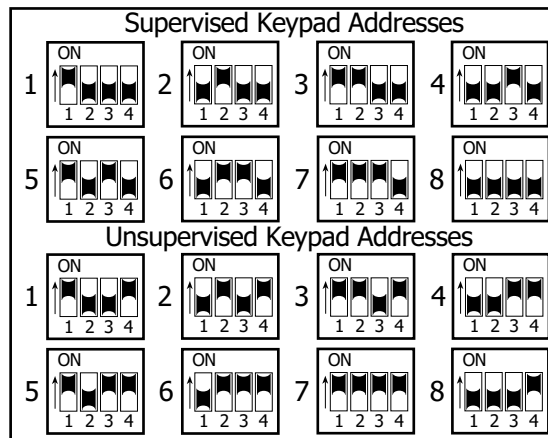 Supervised Keypad Addresses
ON ON ON ON
1 2 3 4
1 2 3 4 1 2 3 4 1 2 3 4 1 2 3 4
ON ON ON ON
5 6 7 8
1 2 3 4 1 2 3 4 1 2 3 4 1 2 3 4
Unsupervised Keypad Addresses
ON ON ON ON
1 2 3 4
1 2 3 4 1 2 3 4 1 2 3 4 1 2 3 4
ON ON ON ON
5 6 7 8
1 2 3 4 1 2 3 4 1 2 3 4 1 2 3 4